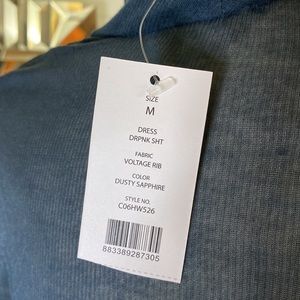 SIZE
M
DRESS
DRPNK SHT
FABRIC
VOLTAGE RIB
COLOR
DUSTY SAPPHIRE
STYLE NO.
C06HW526
883389287305